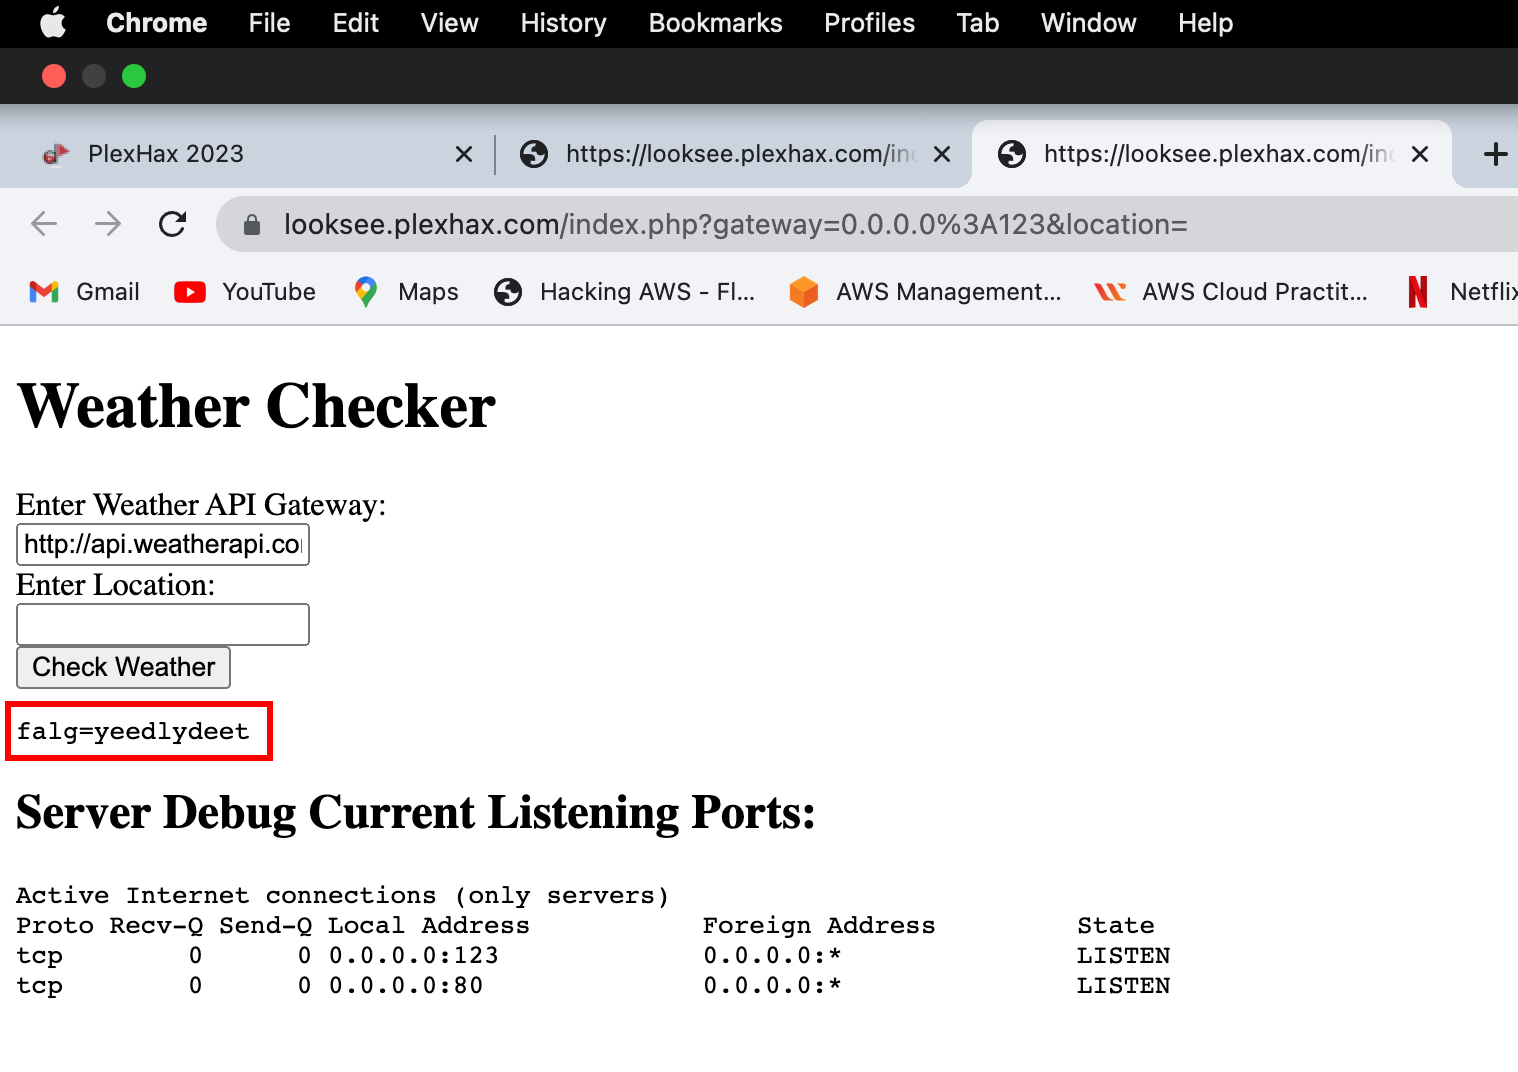 Chrome File Edit View History Bookmarks Profiles Tab Window Help
PlexHax 2023 https://looksee.plexhax.com/in https://looksee.plexhax.com/in
looksee.plexhax.com/index.php?gateway=0.0.0.0%3A123&location=
Gmail YouTube Maps Hacking AWS - Fl... AWS Management... AWS Cloud Practit... Netflix
Weather Checker
Enter Weather API Gateway:
http://api.weatherapi.co
Enter Location:
Check Weather
falg=yeedlydeet
Server Debug Current Listening Ports:
Active Internet connections (only servers)
Proto Recv-Q Send-Q Local Address Foreign Address State
tcp 0 0 0.0.0.0:123 0.0.0.0:* LISTEN
tcp 0 0 0.0.0.0:80 0.0.0.0:* LISTEN